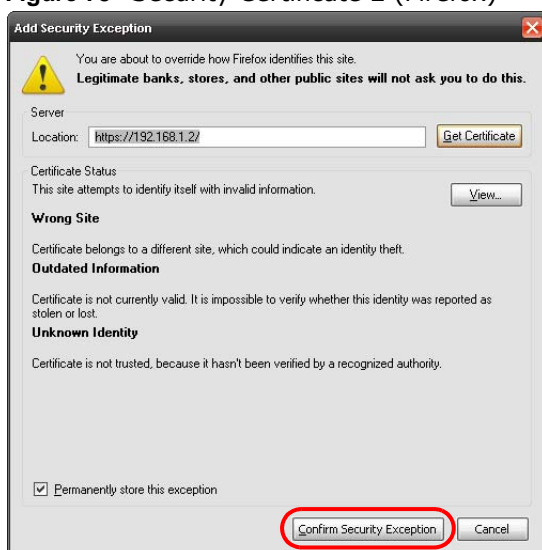 Security Certificate 2 (Firefox)
Add Security Exception
You are about to override how Firefox identifies this site.
Legitimate banks, stores, and other public sites will not ask you to do this.
Server
Location: https://192.168.1.2/ Get Certificate
Certificate Status
This site attempts to identify itself with invalid information.
View...
Wrong Site
Certificate belongs to a different site, which could indicate an identity theft.
Outdated Information
Certificate is not currently valid. It is impossible to verify whether this identity was reported as
stolen or lost.
Unknown Identity
Certificate is not trusted, because it hasn't been verified by a recognized authority.
Permanently store this exception
Confirm Security Exception Cancel